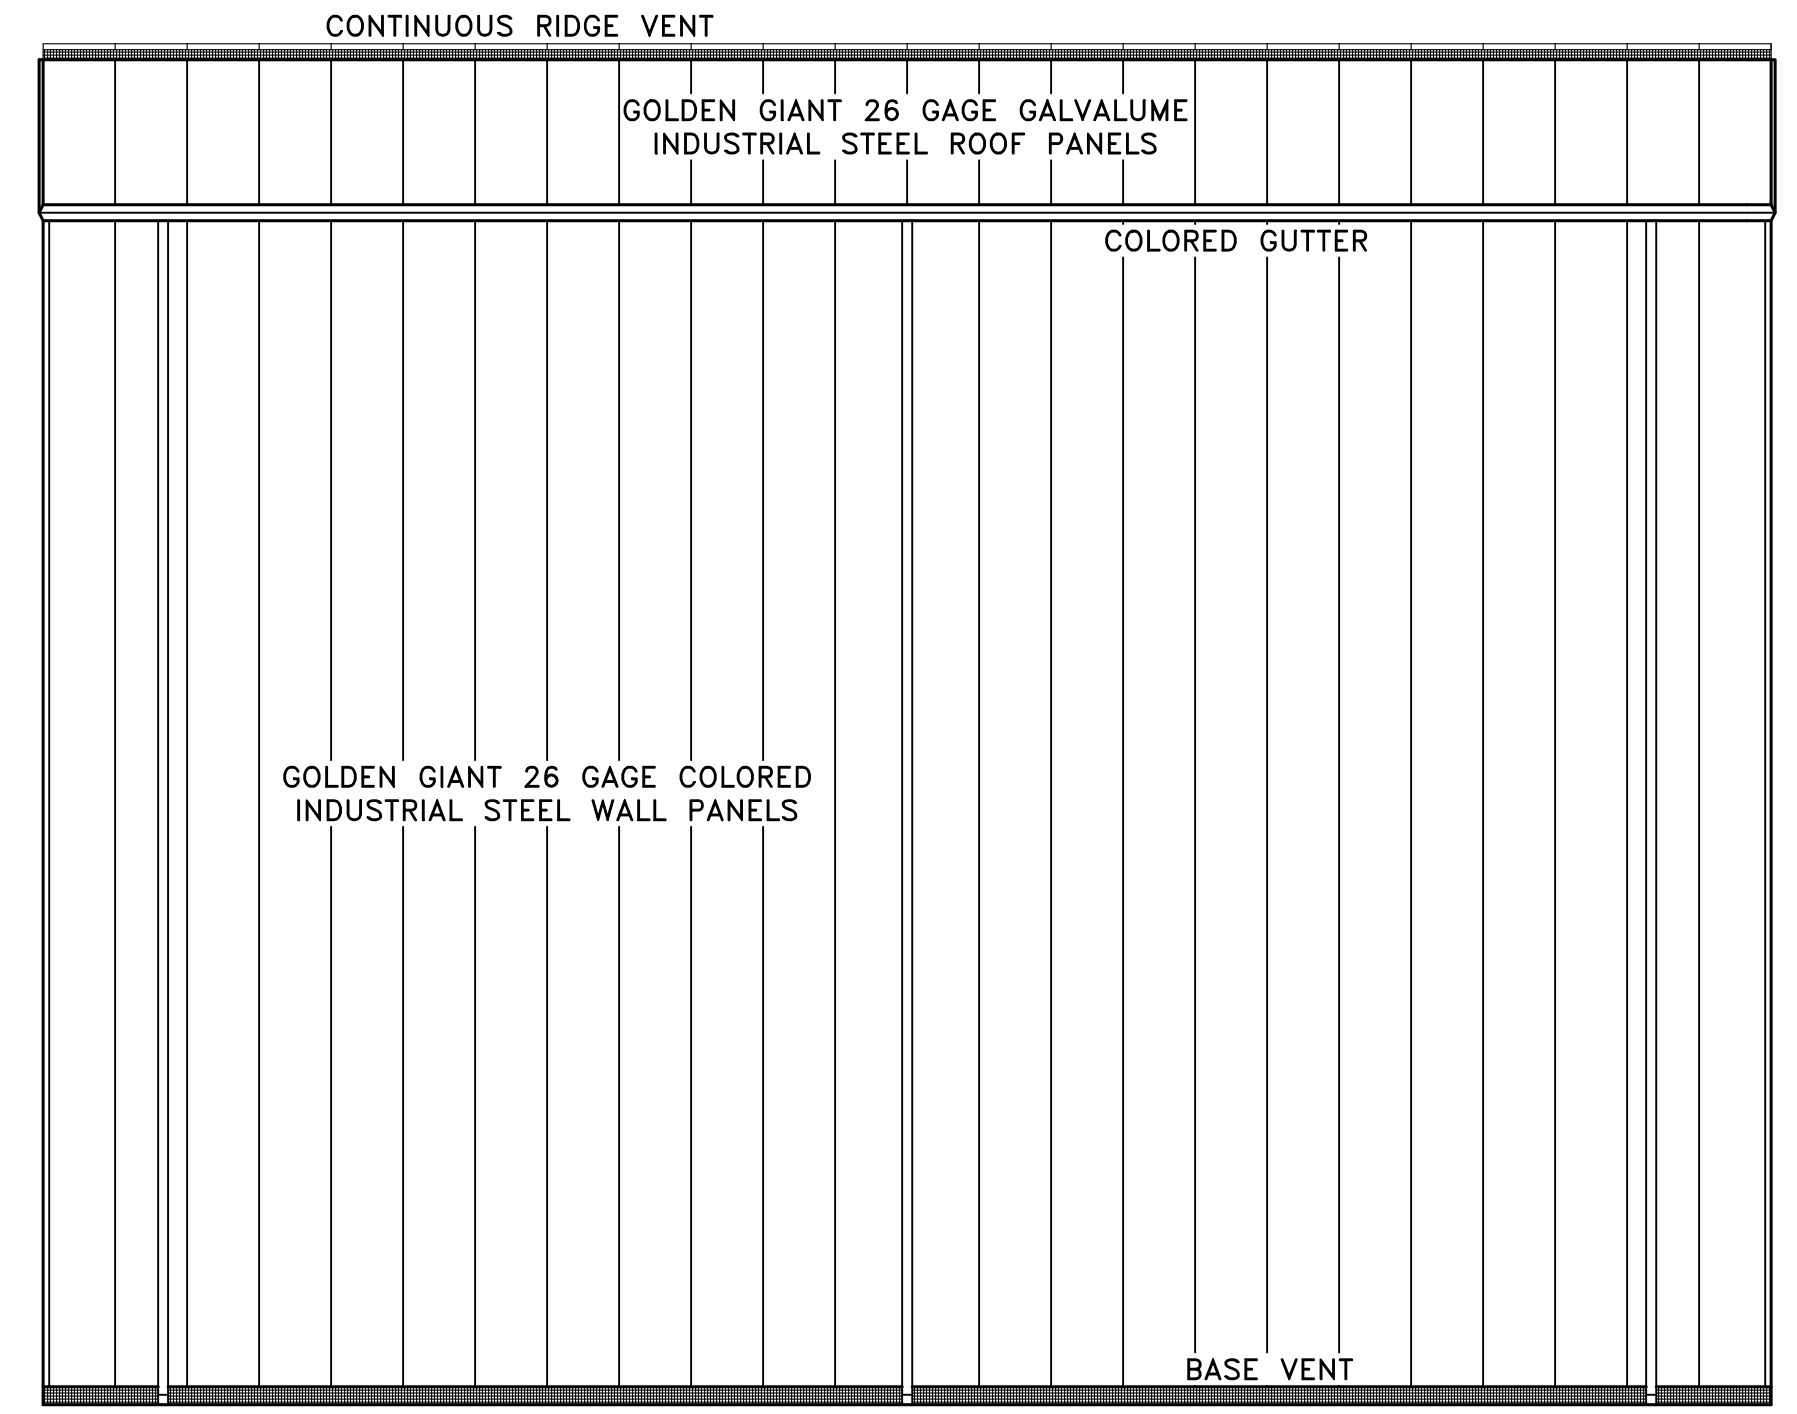 CONTINUOUS RIDGE VENT
GOLDEN GIANT 26 GAGE GALVALUME
INDUSTRIAL STEEL ROOF PANELS
COLORED GUTTER
GOLDEN GIANT 26 GAGE COLORED
INDUSTRIAL STEEL WALL PANELS
BASE VENT